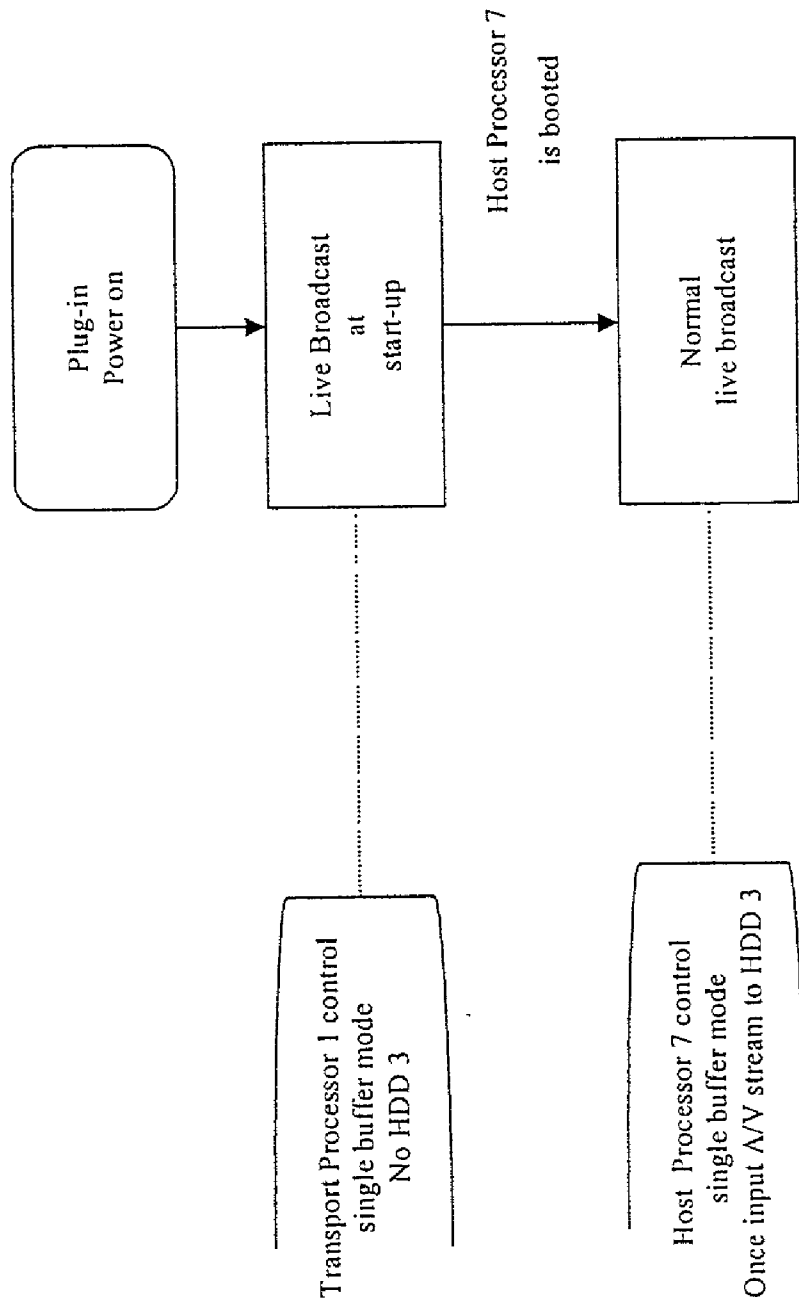 Plug-in
Power on
Live Broadcast
at
start-up
Transport Processor 1 control
single buffer mode
No HDD 3
Host Processor 7
is booted
Normal
live broadcast
Host Processor 7 control
single buffer mode
Once input A/V stream to HDD 3